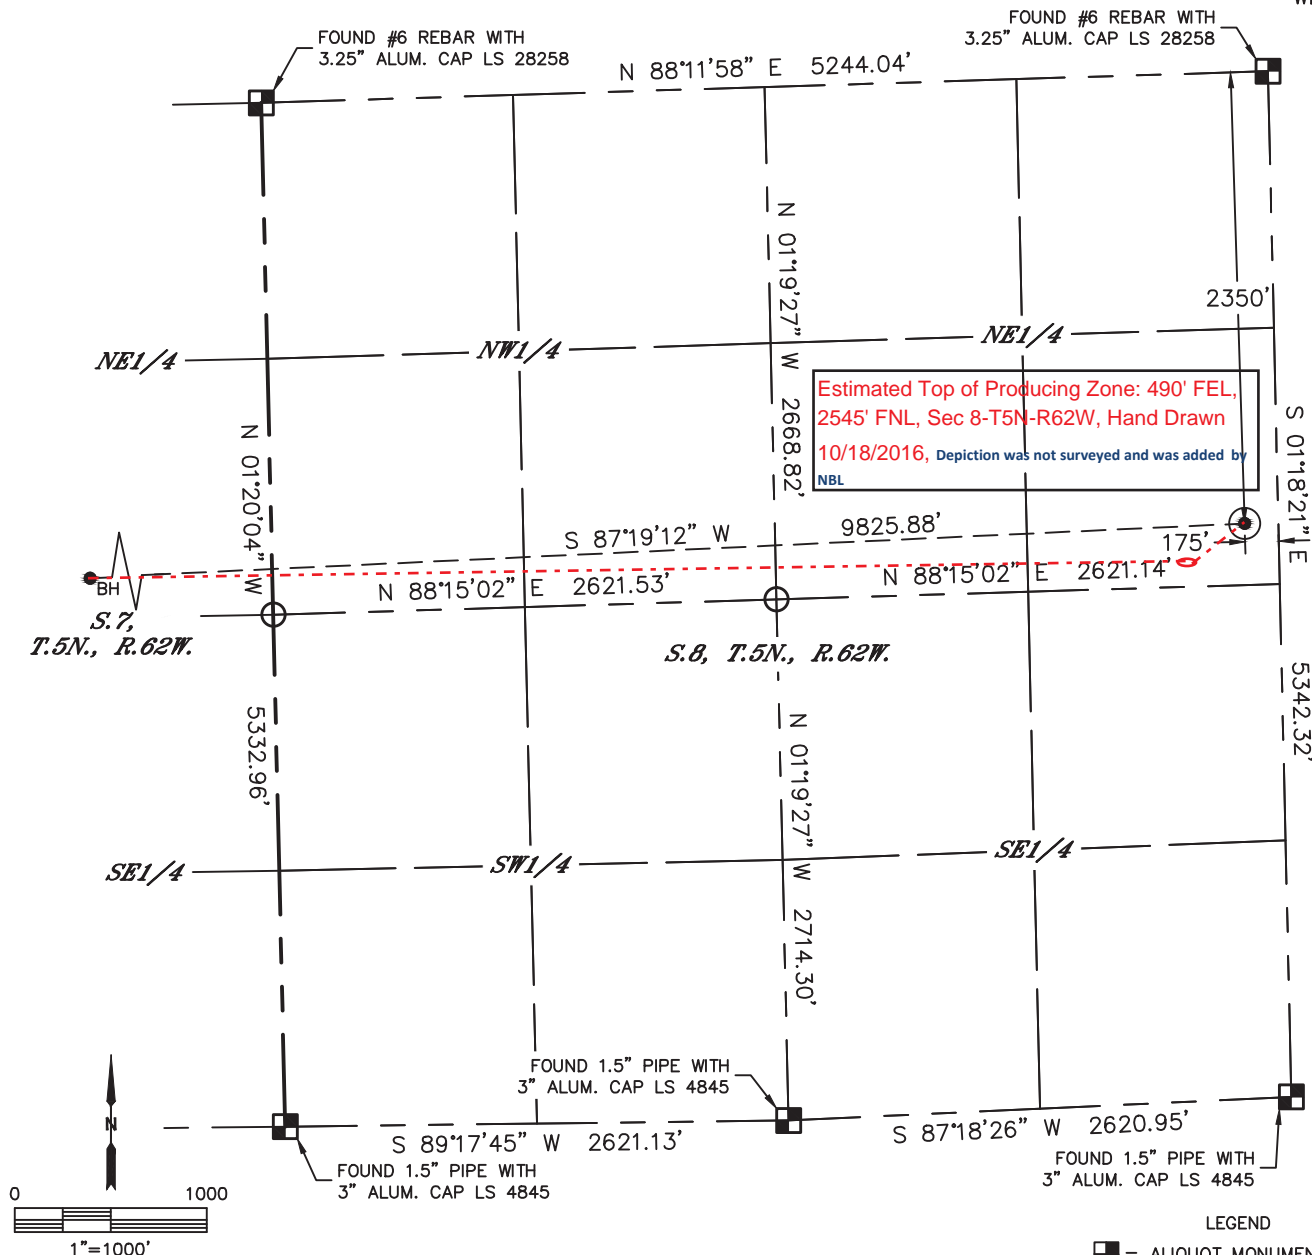 FOUND #6 REBAR WITH
3.25" ALUM. CAP LS 28258
FOUND #6 REBAR WITH
3.25" ALUM. CAP LS 28258
N 88°11'58" E 5244.04'
N 01°19'27" W 2668.82'
2350'
NE1/4
NW1/4
NE1/4
Estimated Top of Producing Zone: 490' FEL,
2545' FNL, Sec 8-T5N-R62W, Hand Drawn
10/18/2016, Depiction was not surveyed and was added by
NBL
S 01°18'21" E
5342.32'
N 01°20'04" W
5332.96'
S 87°19'12" W 9825.88'
175'
BH
N 88°15'02" E 2621.53'
N 88°15'02" E 2621.14'
S.7,
T.5N., R.62W.
S.8, T.5N., R.62W.
N 01°19'27" W 2714.30'
SE1/4
SW1/4
SE1/4
FOUND 1.5" PIPE WITH
3" ALUM. CAP LS 4845
N
S 89°17'45" W 2621.13'
S 87°18'26" W 2620.95'
FOUND 1.5" PIPE WITH
3" ALUM. CAP LS 4845
FOUND 1.5" PIPE WITH
3" ALUM. CAP LS 4845
0 1000
1"=1000'
LEGEND
= ALIQUOT MONUMEN